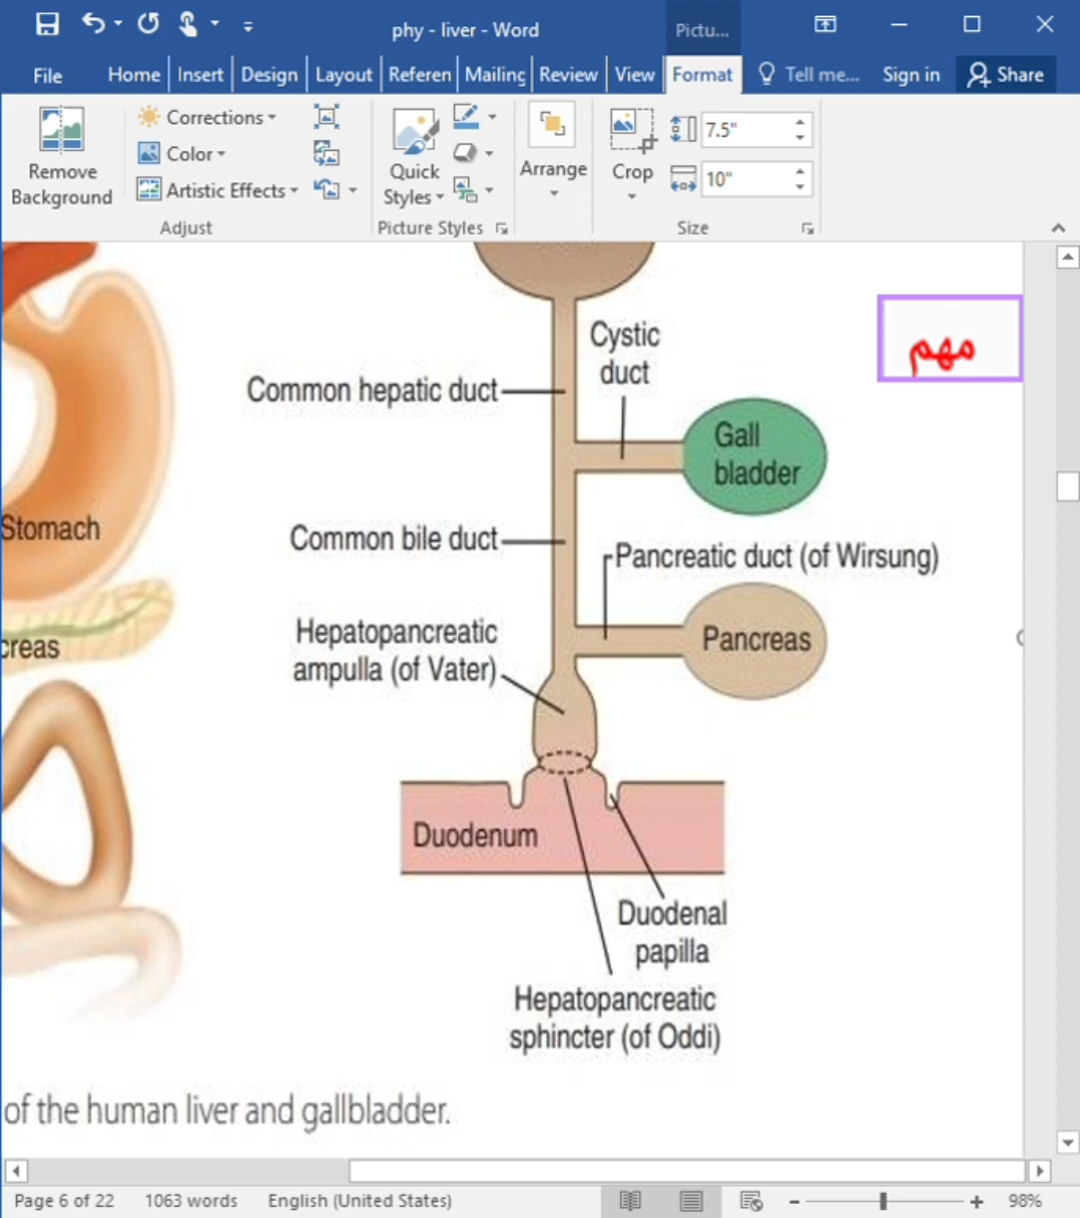 phy - liver - Word
Pictu...
File
Home
Insert
Design
Layout
Referen
Mailing
Review
View
Format
Tell me...
Sign in
Share
Remove
Background
Corrections
Color
Artistic Effects
Adjust
Quick
Styles
Picture Styles
Arrange
Crop
7.5"
10"
Size
Cystic
duct
مهم
Common hepatic duct
Gall
bladder
Stomach
Common bile duct
Pancreatic duct (of Wirsung)
Hepatopancreatic
ampulla (of Vater)
Pancreas
creas
Duodenum
Duodenal
papilla
Hepatopancreatic
sphincter (of Oddi)
of the human liver and gallbladder.
Page 6 of 22
1063 words
English (United States)
98%